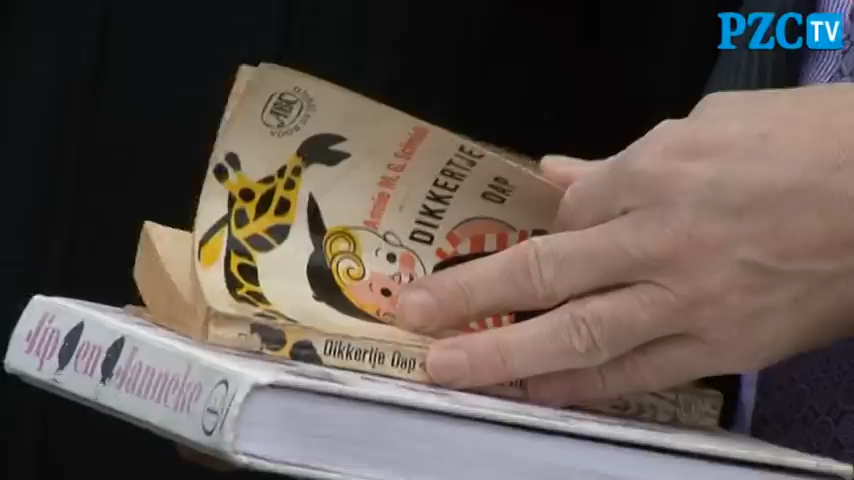 PZC TV
ABC
Annie M. G. Schmidt
DIKKERTJE
DAP
Dikkertje Dap
Jip en Janneke